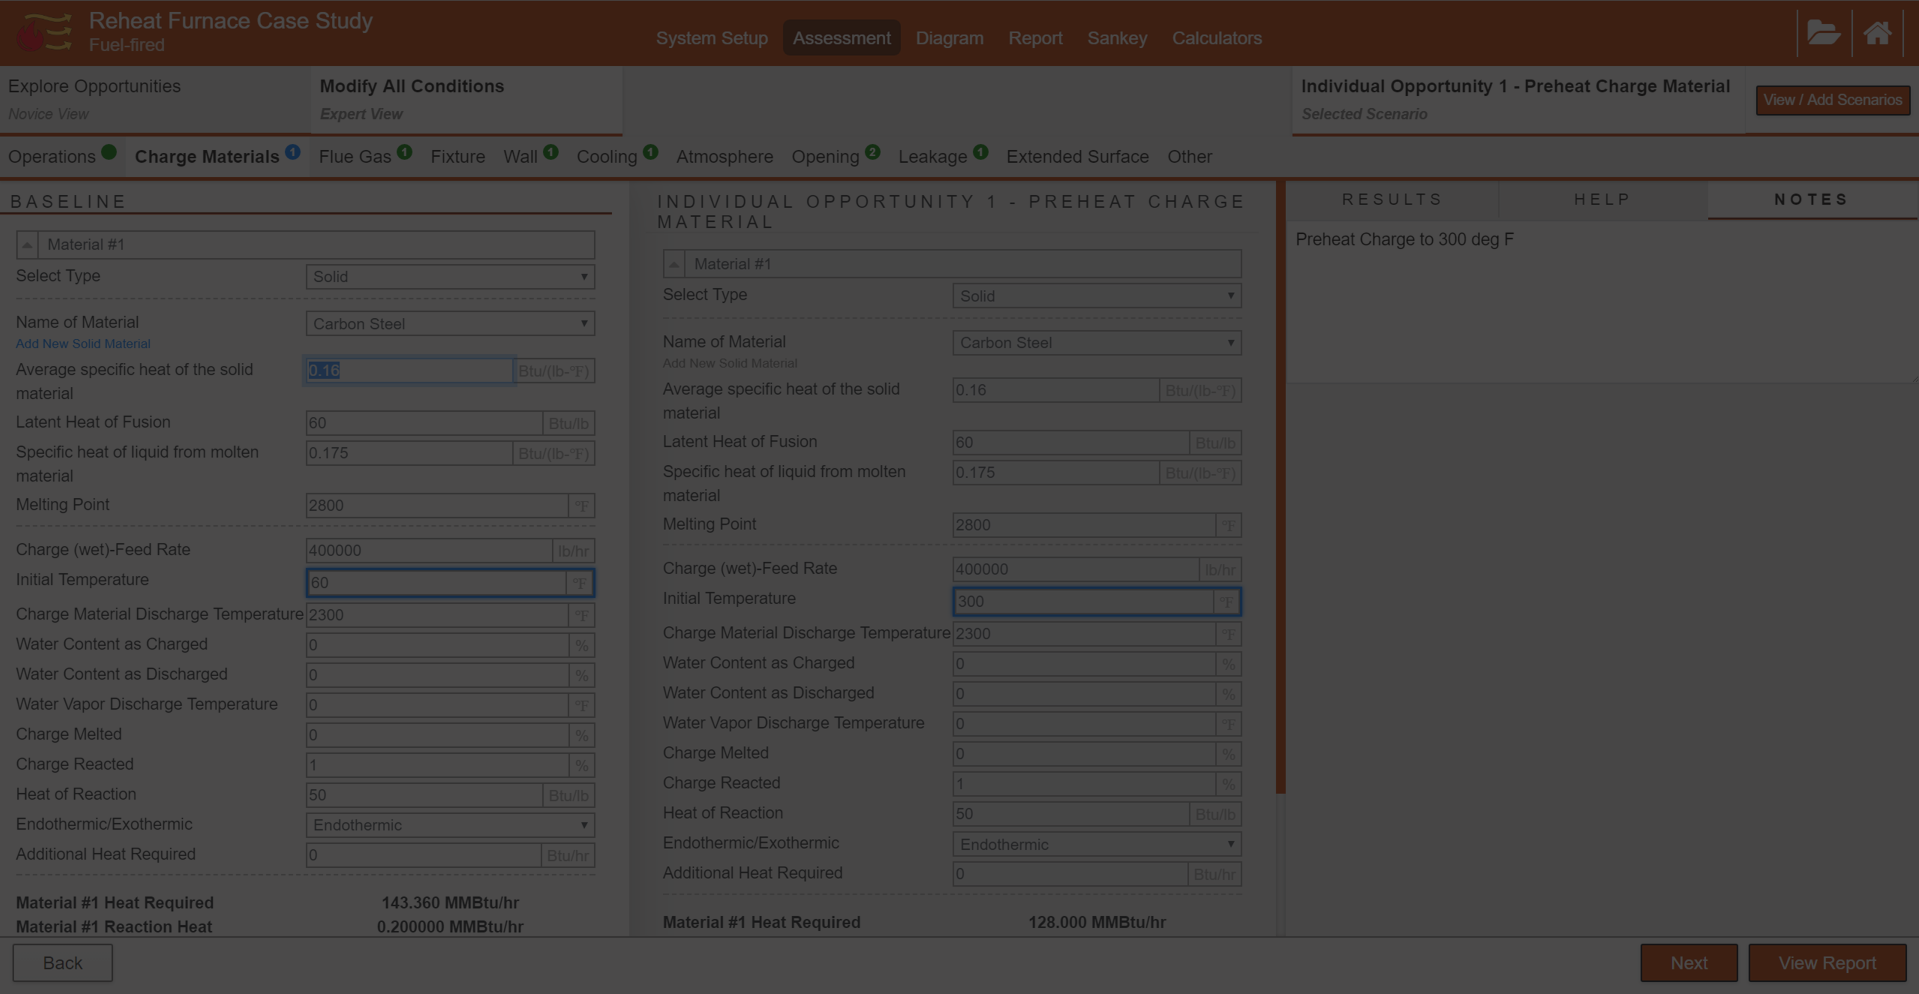 Reheat Furnace Case Study
Fuel-fired
System Setup Assessment Diagram Report Sankey Calculators
Explore Opportunities
Novice View
Modify All Conditions
Expert View
Individual Opportunity 1 - Preheat Charge Material
Selected Scenario
View / Add Scenarios
Operations Charge Materials 1 Flue Gas 1 Fixture Wall 1 Cooling 1 Atmosphere Opening 2 Leakage 1 Extended Surface Other
BASELINE
Material #1
Select Type Solid
Name of Material Carbon Steel
Add New Solid Material
Average specific heat of the solid material 0.16 Btu/(lb-°F)
Latent Heat of Fusion 60 Btu/lb
Specific heat of liquid from molten material 0.175 Btu/(lb-°F)
Melting Point 2800 °F
Charge (wet)-Feed Rate 400000 lb/hr
Initial Temperature 60 °F
Charge Material Discharge Temperature 2300 °F
Water Content as Charged 0 %
Water Content as Discharged 0 %
Water Vapor Discharge Temperature 0 °F
Charge Melted 0 %
Charge Reacted 1 %
Heat of Reaction 50 Btu/lb
Endothermic/Exothermic Endothermic
Additional Heat Required 0 Btu/hr
Material #1 Heat Required 143.360 MMBtu/hr
Material #1 Reaction Heat 0.200000 MMBtu/hr
INDIVIDUAL OPPORTUNITY 1 - PREHEAT CHARGE
MATERIAL
Material #1
Select Type Solid
Name of Material Carbon Steel
Add New Solid Material
Average specific heat of the solid material 0.16 Btu/(lb-°F)
Latent Heat of Fusion 60 Btu/lb
Specific heat of liquid from molten material 0.175 Btu/(lb-°F)
Melting Point 2800 °F
Charge (wet)-Feed Rate 400000 lb/hr
Initial Temperature 300 °F
Charge Material Discharge Temperature 2300 °F
Water Content as Charged 0 %
Water Content as Discharged 0 %
Water Vapor Discharge Temperature 0 °F
Charge Melted 0 %
Charge Reacted 1 %
Heat of Reaction 50 Btu/lb
Endothermic/Exothermic Endothermic
Additional Heat Required 0 Btu/hr
Material #1 Heat Required 128.000 MMBtu/hr
RESULTS HELP NOTES
Preheat Charge to 300 deg F
Back Next View Report